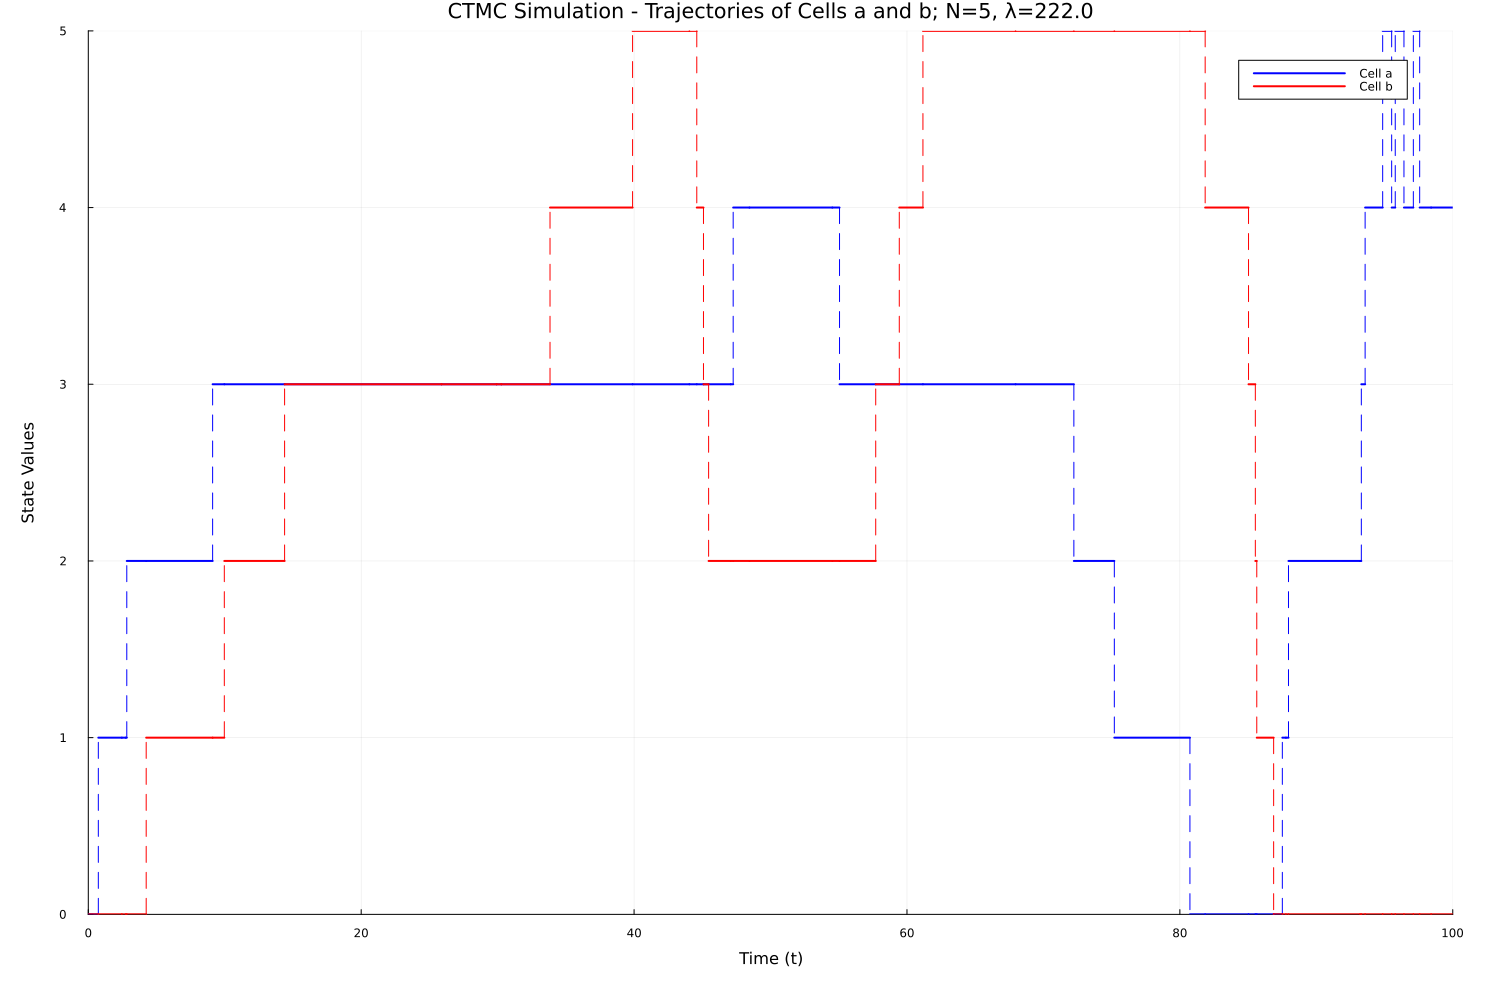 CTMC Simulation - Trajectories of Cells a and b; N=5, λ=222.0
5
Cell a
Cell b
4
3
State Values
2
1
0
0 20 40 60 80 100
Time (t)